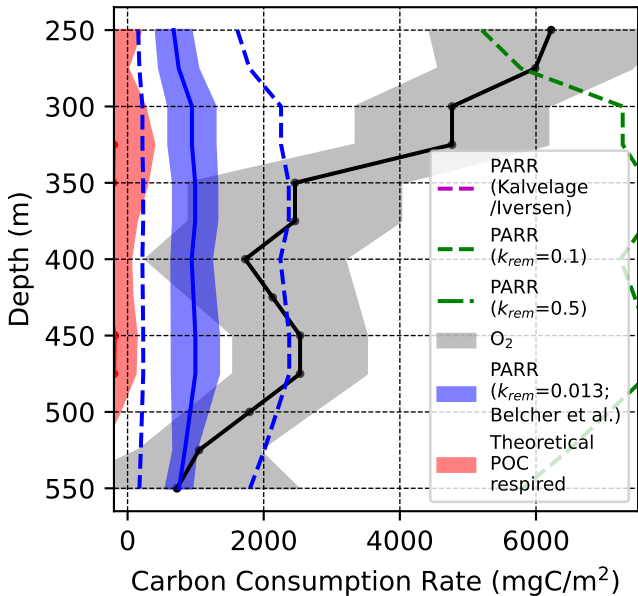 250
300
350
400
450
500
550
Depth (m)
PARR
(Kalvelage
/Iversen)
PARR
(k_rem=0.1)
PARR
(k_rem=0.5)
O₂
PARR
(k_rem=0.013;
Belcher et al.)
Theoretical
POC
respired
0 2000 4000 6000
Carbon Consumption Rate (mgC/m²)